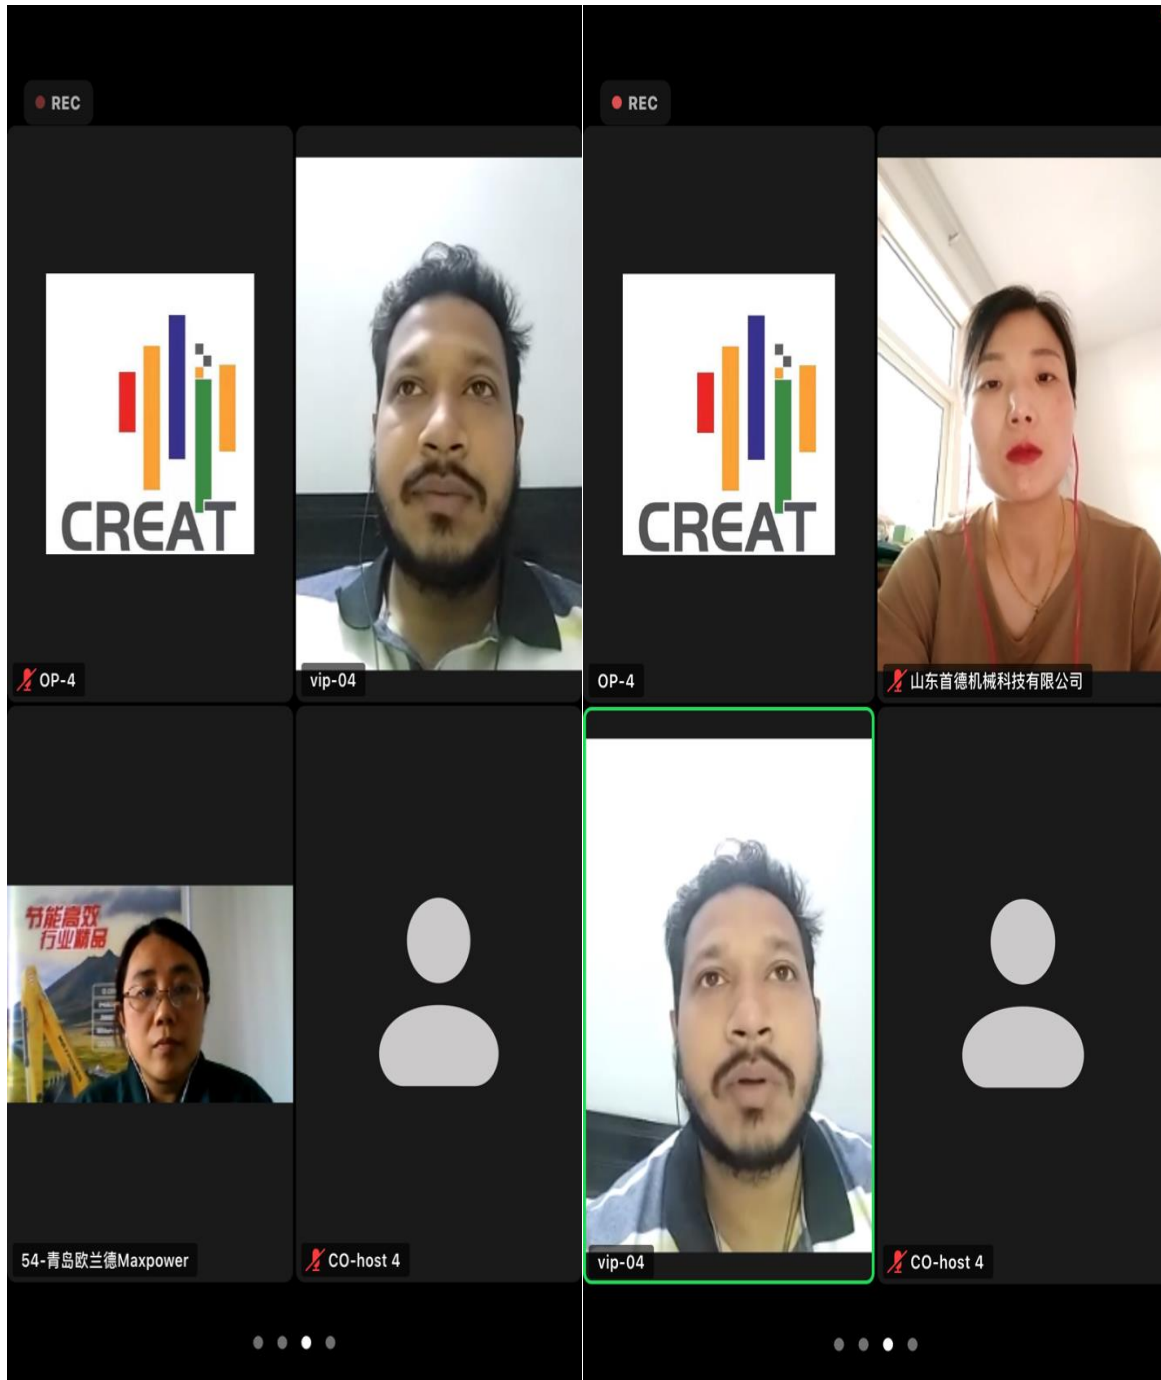 REC
CREAT
OP-4
vip-04
节能高效
行业精品
54-青岛欧兰德Maxpower
CO-host 4
REC
CREAT
OP-4
山东首德机械科技有限公司
vip-04
CO-host 4